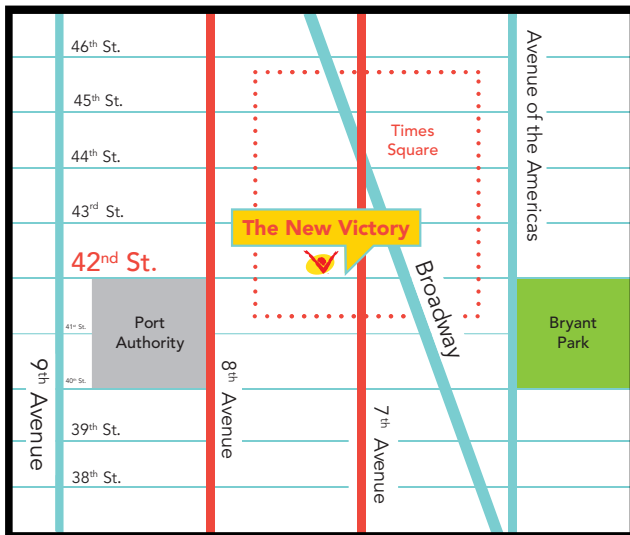 46th St.
45th St.
44th St.
43rd St.
42nd St.
41st St.
40th St.
39th St.
38th St.
Times
Square
The New Victory
Port
Authority
Bryant
Park
9th Avenue
8th Avenue
7th Avenue
Broadway
Avenue of the Americas